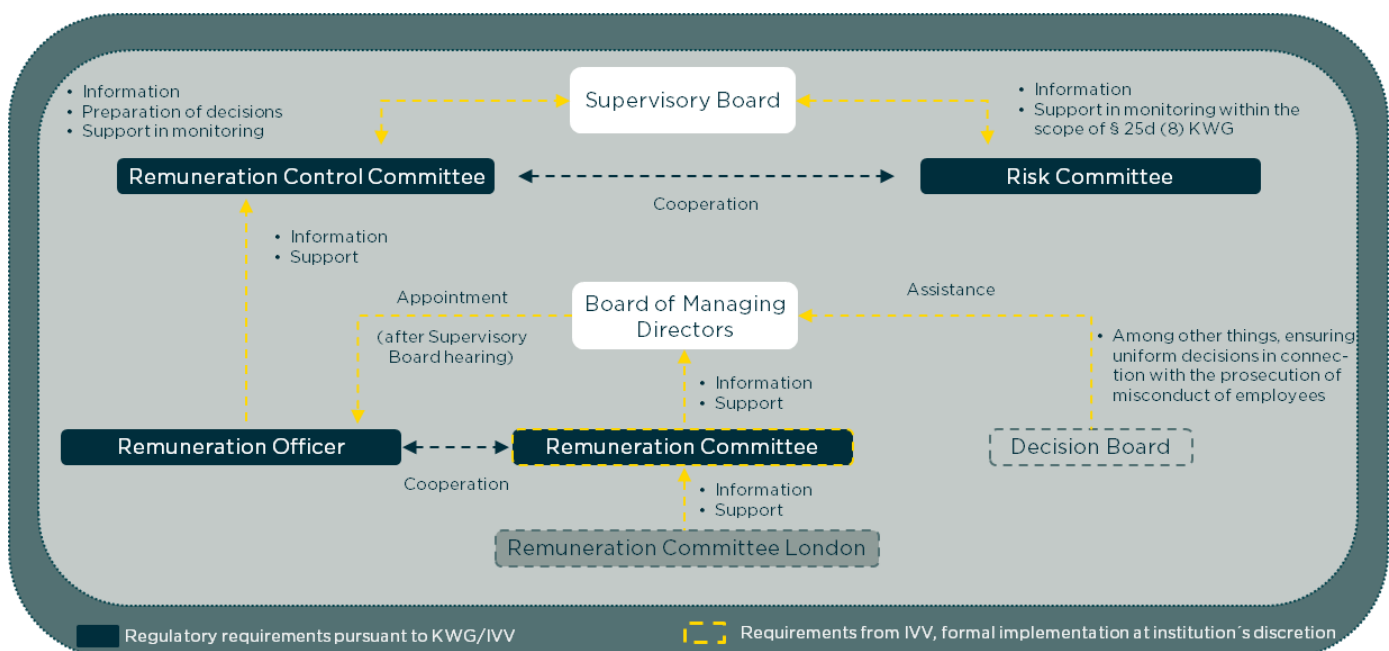 Supervisory Board
• Information
• Preparation of decisions
• Support in monitoring
• Information
• Support in monitoring within the
scope of § 25d (8) KWG
Remuneration Control Committee
Risk Committee
Cooperation
• Information
• Support
Appointment
(after Supervisory
Board hearing)
Board of Managing
Directors
Assistance
• Among other things, ensuring
uniform decisions in connec-
tion with the prosecution of
misconduct of employees
• Information
• Support
Remuneration Officer
Remuneration Committee
Decision Board
Cooperation
• Information
• Support
Remuneration Committee London
Regulatory requirements pursuant to KWG/IVV
Requirements from IVV, formal implementation at institution´s discretion